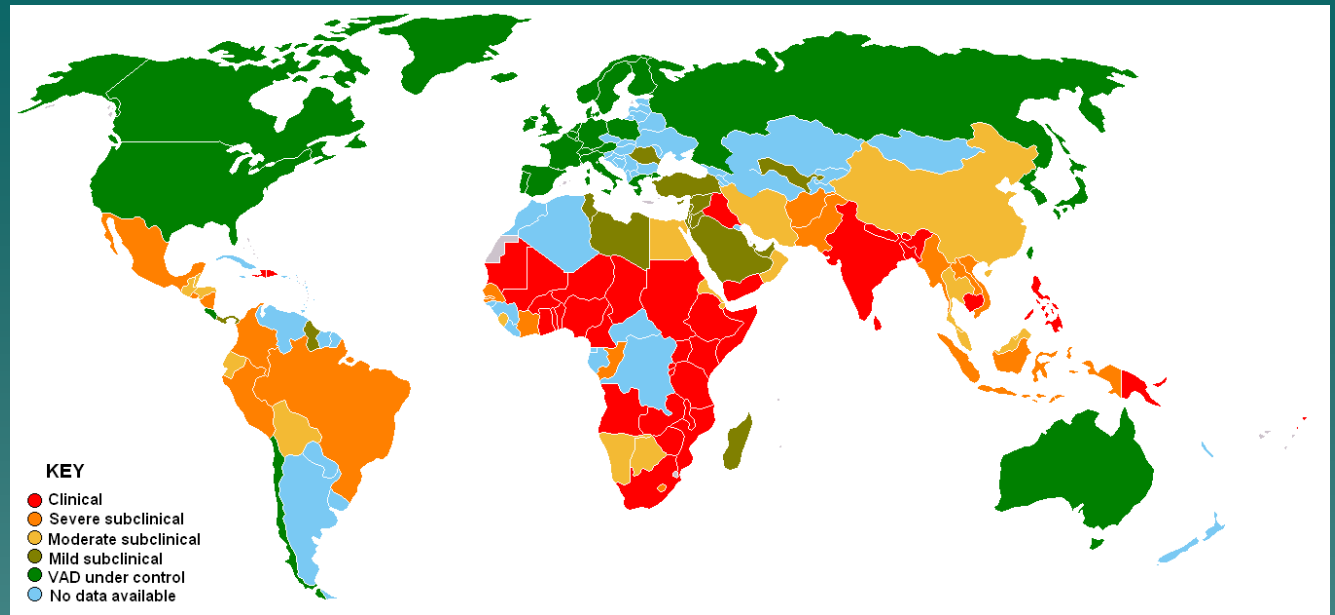 KEY
Clinical
Severe subclinical
Moderate subclinical
Mild subclinical
VAD under control
No data available